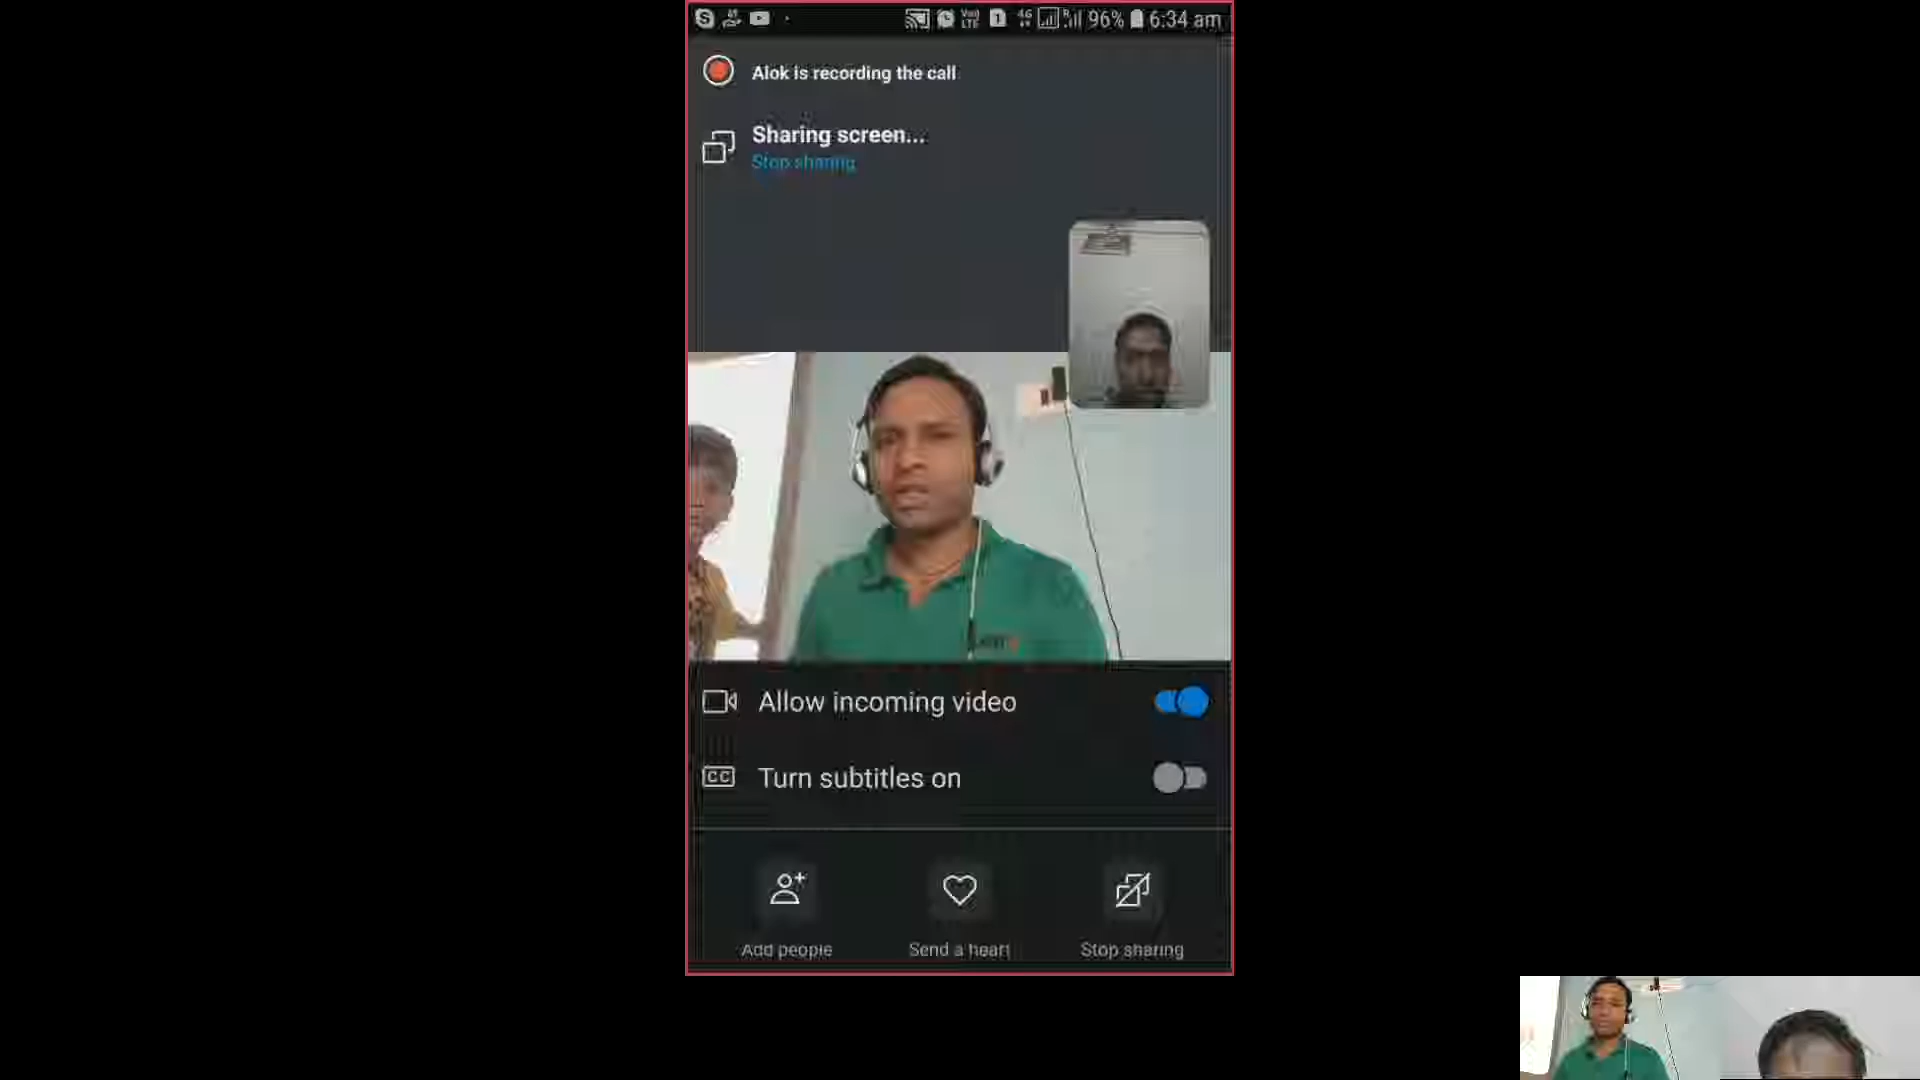 96% 6:34 am
Alok is recording the call
Sharing screen...
Stop sharing
Allow incoming video
CC Turn subtitles on
Add people Send a heart Stop sharing